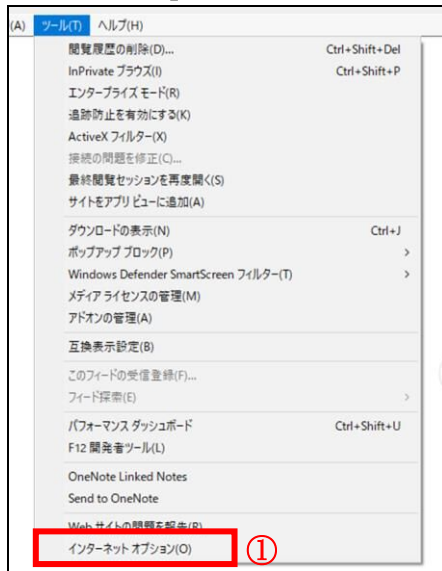 (A) ツール(T) ヘルプ(H)
閲覧履歴の削除(D)... Ctrl+Shift+Del
InPrivate ブラウズ(I) Ctrl+Shift+P
エンタープライズ モード(R)
追跡防止を有効にする(K)
ActiveX フィルター(X)
接続の問題を修正(C)...
最終閲覧セッションを再度開く(S)
サイトをアプリ ビューに追加(A)
ダウンロードの表示(N) Ctrl+J
ポップアップ ブロック(P) >
Windows Defender SmartScreen フィルター(T) >
メディア ライセンスの管理(M)
アドオンの管理(A)
互換表示設定(B)
このフィードの受信登録(F)...
フィード探索(E) >
パフォーマンス ダッシュボード Ctrl+Shift+U
F12 開発者ツール(L)
OneNote Linked Notes
Send to OneNote
Web サイトの問題を報告(R)
インターネット オプション(O) ①